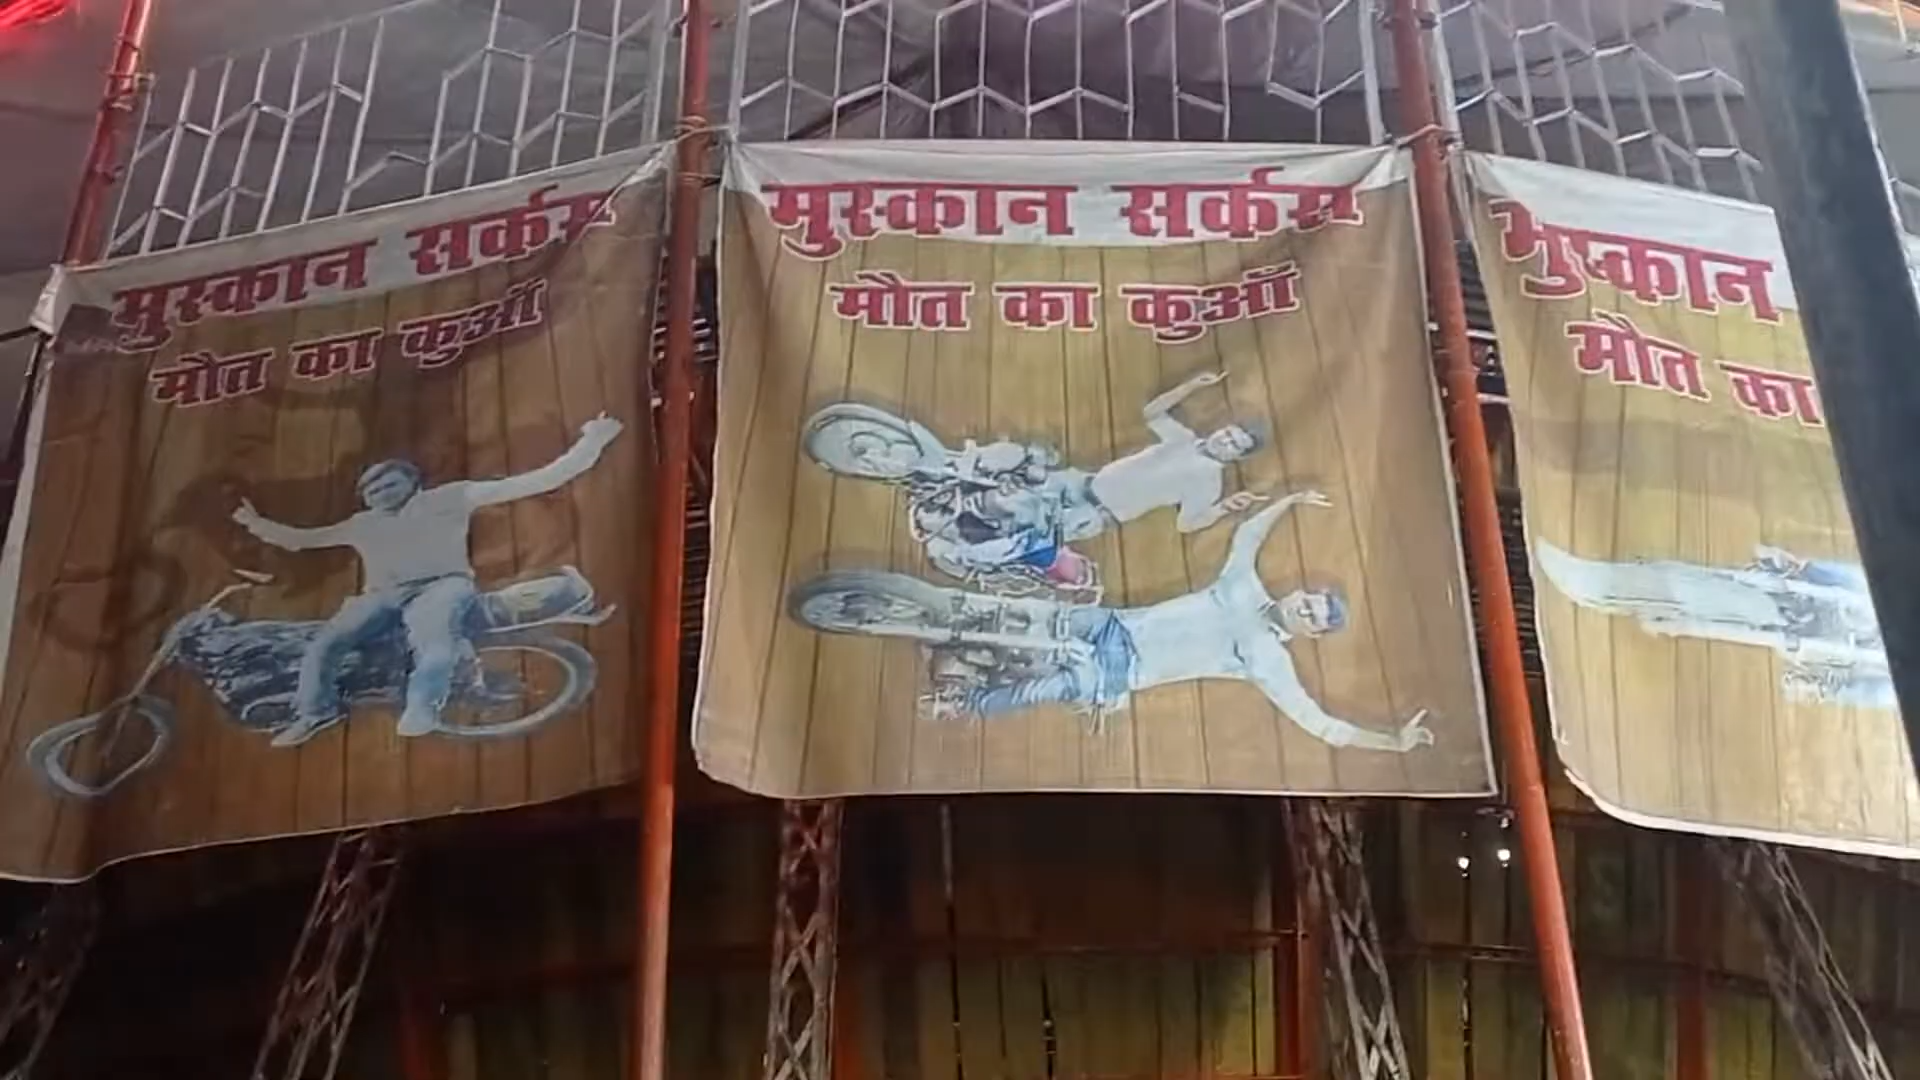 मुस्कान सर्कस
मौत का कुऑं
मुस्कान सर्कस
मौत का कुऑं
मुस्कान
मौत का